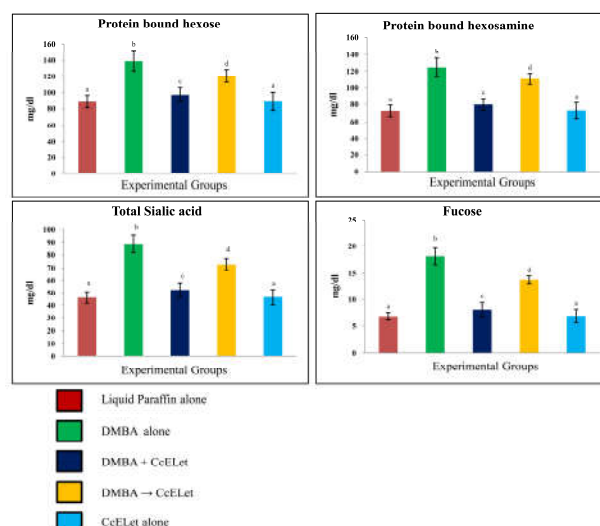 Protein bound hexose
160
140
120
100
80
60
40
20
0
mg/dl
a
b
c
d
a
Experimental Groups
Protein bound hexosamine
160
140
120
100
80
60
40
20
0
mg/dl
b
d
a
Experimental Groups
Total Sialic acid
100
90
80
70
60
50
40
30
20
10
0
mg/dl
a
b
c
d
a
Experimental Groups
Fucose
25
20
15
10
5
0
mg/dl
a
b
c
d
a
Experimental Groups
Liquid Paraffin alone
DMBA alone
DMBA + CcELet
DMBA → CcELet
CcELet alone